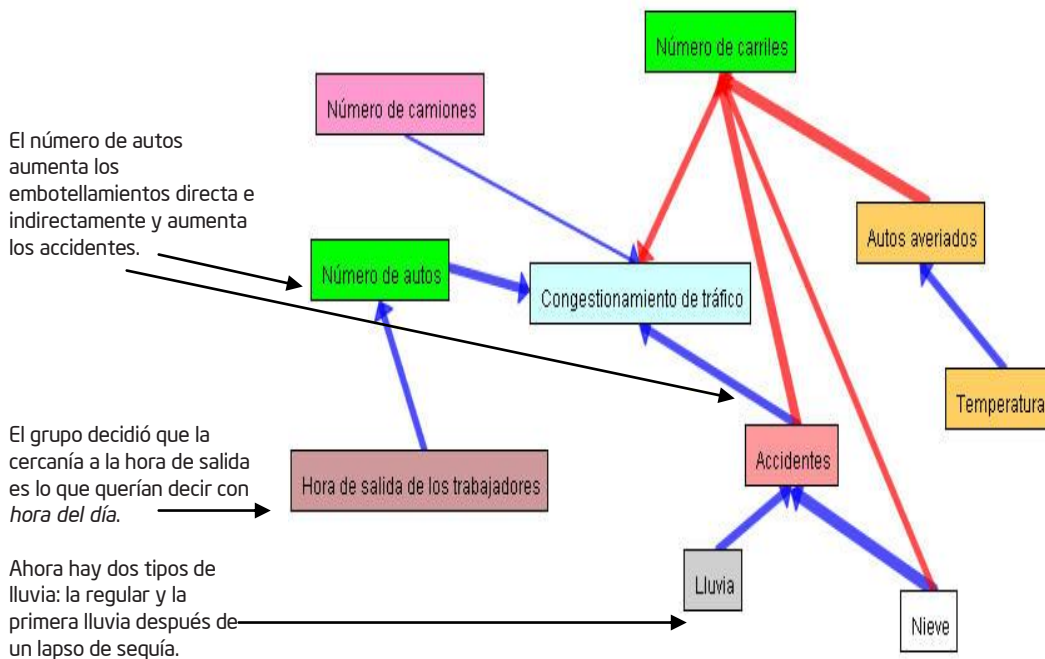 Número de carriles
Número de camiones
El número de autos
aumenta los
embotellamientos directa e
indirectamente y aumenta
los accidentes.
Autos averiados
Número de autos
Congestionamiento de tráfico
Temperatura
El grupo decidió que la
cercanía a la hora de salida
es lo que querían decir con
hora del día.
Accidentes
Hora de salida de los trabajadores
Ahora hay dos tipos de
lluvia: la regular y la
primera lluvia después de
un lapso de sequía.
Lluvia
Nieve